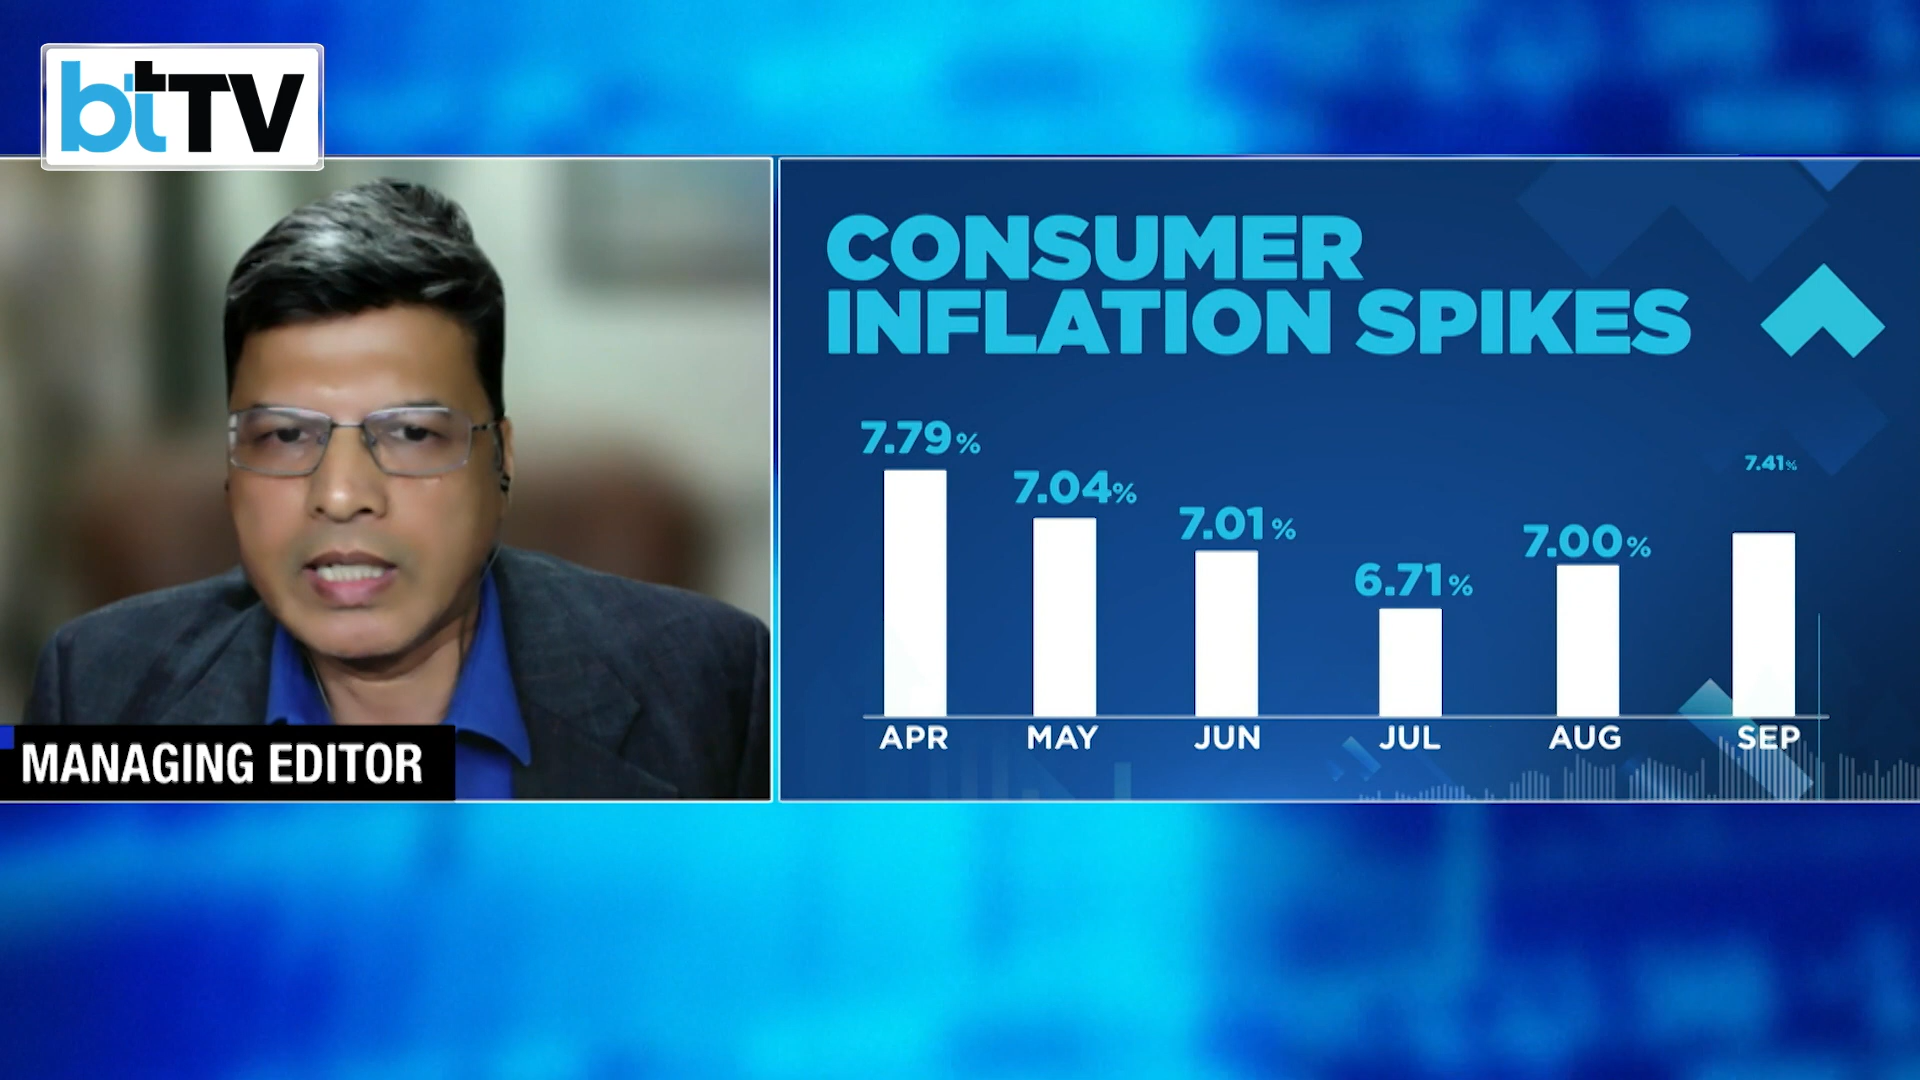 btTV
CONSUMER
INFLATION SPIKES
7.79%
7.04%
7.01%
6.71%
7.00%
7.41%
APR
MAY
JUN
JUL
AUG
SEP
MANAGING EDITOR